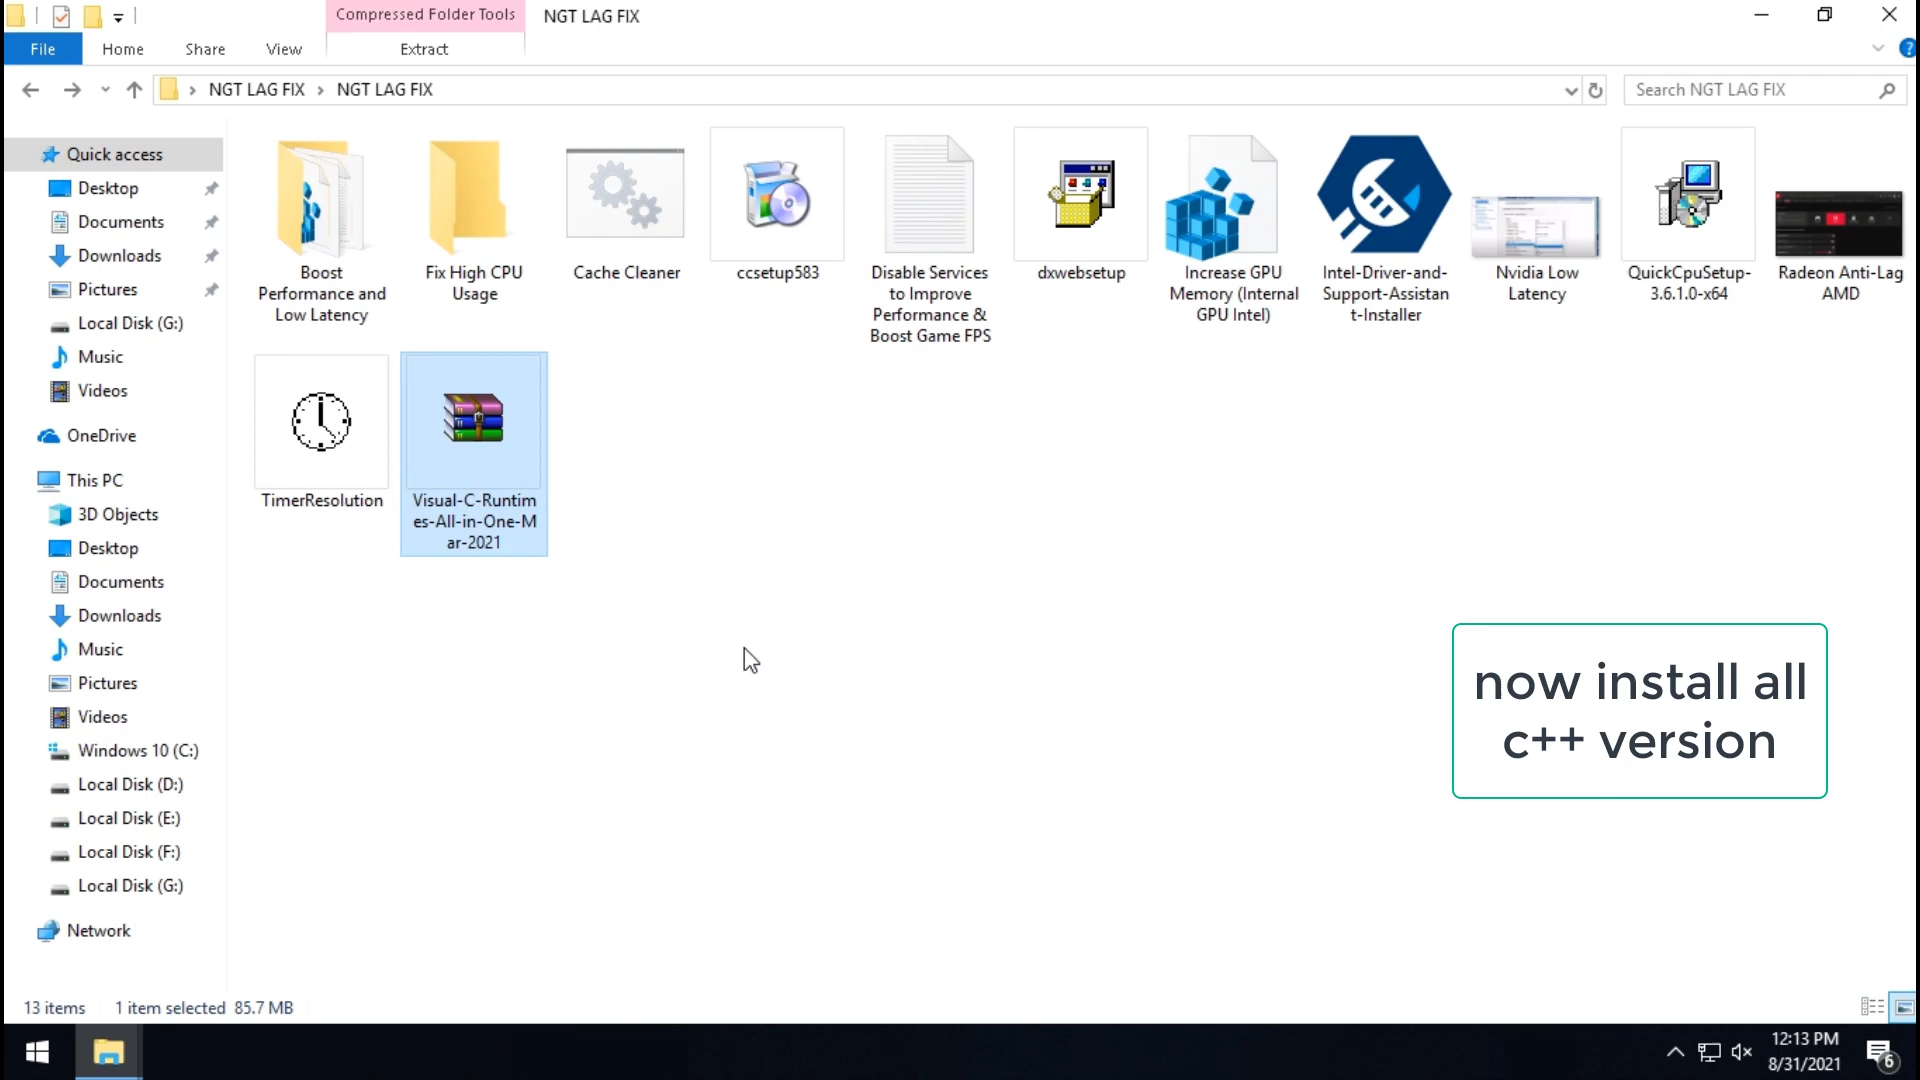 Compressed Folder Tools
NGT LAG FIX
File
Home
Share
View
Extract
?
NGT LAG FIX
NGT LAG FIX
Search NGT LAG FIX
Quick access
Desktop
Documents
Downloads
Pictures
Local Disk (G:)
Music
Videos
OneDrive
This PC
3D Objects
Desktop
Documents
Downloads
Music
Pictures
Videos
Windows 10 (C:)
Local Disk (D:)
Local Disk (E:)
Local Disk (F:)
Local Disk (G:)
Network
Boost
Performance and
Low Latency
Fix High CPU
Usage
Cache Cleaner
ccsetup583
Disable Services
to Improve
Performance &
Boost Game FPS
dxwebsetup
Increase GPU
Memory (Internal
GPU Intel)
Intel-Driver-and-
Support-Assistan
t-Installer
Nvidia Low
Latency
QuickCpuSetup-
3.6.1.0-x64
Radeon Anti-Lag
AMD
TimerResolution
Visual-C-Runtim
es-All-in-One-M
ar-2021
now install all
c++ version
13 items
1 item selected 85.7 MB
12:13 PM
8/31/2021
6